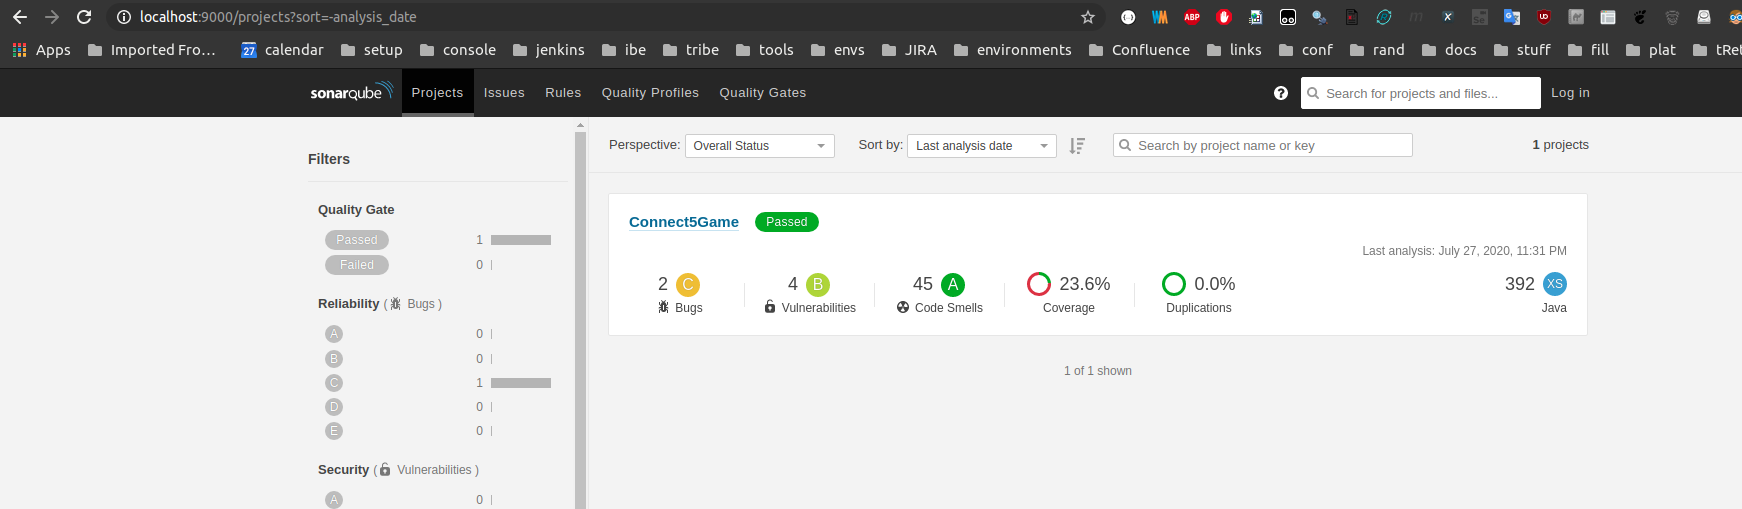 localhost:9000/projects?sort=-analysis_date
Apps Imported Fro... 27 calendar setup console jenkins ibe tribe tools envs JIRA environments Confluence links conf rand docs stuff fill plat tRet
sonarqube Projects Issues Rules Quality Profiles Quality Gates ? Search for projects and files... Log in
Perspective: Overall Status Sort by: Last analysis date Search by project name or key 1 projects
Filters
Quality Gate
Passed 1
Failed 0
Reliability ( Bugs )
A 0
B 0
C 1
D 0
E 0
Security ( Vulnerabilities )
A 0
Connect5Game Passed
Last analysis: July 27, 2020, 11:31 PM
2 C 4 B 45 A 23.6% 0.0% 392 XS
Bugs Vulnerabilities Code Smells Coverage Duplications Java
1 of 1 shown